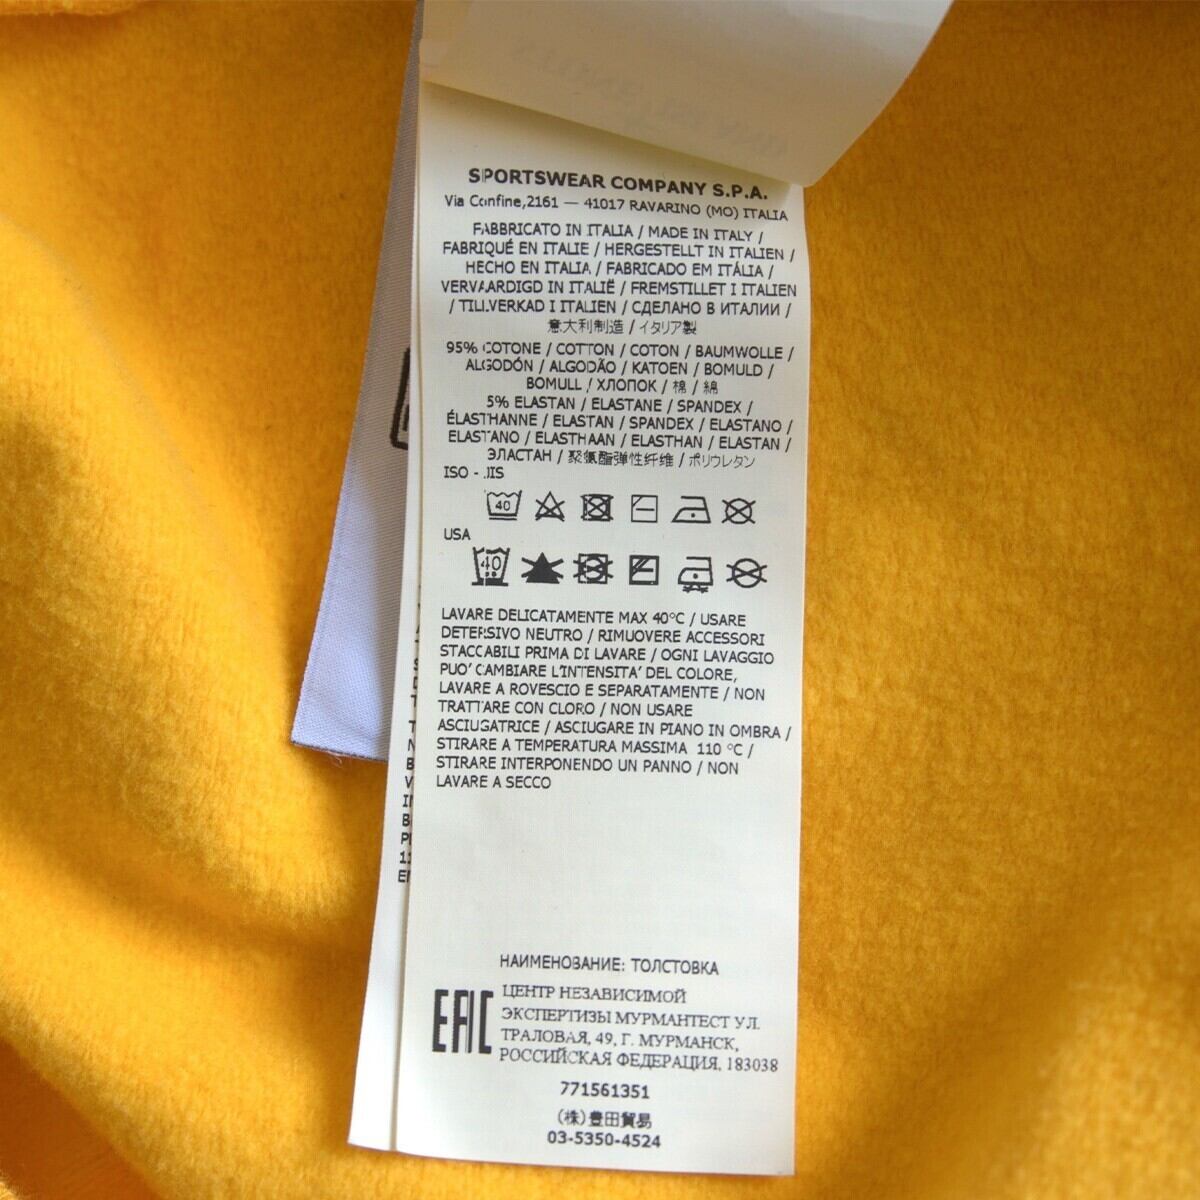 SPORTSWEAR COMPANY S.P.A.
Via Confine,2161 — 41017 RAVARINO (MO) ITALIA
FABBRICATO IN ITALIA / MADE IN ITALY /
FABRIQUÉ EN ITALIE / HERGESTELLT IN ITALIEN /
HECHO EN ITALIA / FABRICADO EM ITÁLIA /
VERVAARDIGD IN ITALIË / FREMSTILLET I ITALIEN
/ TILLVERKAD I ITALIEN / СДЕЛАНО В ИТАЛИИ /
意大利制造 / イタリア製
95% COTONE / COTTON / COTON / BAUMWOLLE /
ALGODÓN / ALGODÃO / KATOEN / BOMULD /
BOMULL / ХЛОПОК / 棉 / 綿
5% ELASTAN / ELASTANE / SPANDEX /
ÉLASTHANNE / ELASTAN / SPANDEX / ELASTANO /
ELASTANO / ELASTHAAN / ELASTHAN / ELASTAN /
ЭЛАСТАН / 聚氨酯弹性纤维 / ポリウレタン
ISO - JIS
40
USA
40
LAVARE DELICATAMENTE MAX 40°C / USARE
DETERSIVO NEUTRO / RIMUOVERE ACCESSORI
STACCABILI PRIMA DI LAVARE / OGNI LAVAGGIO
PUO' CAMBIARE L'INTENSITA' DEL COLORE,
LAVARE A ROVESCIO E SEPARATAMENTE / NON
TRATTARE CON CLORO / NON USARE
ASCIUGATRICE / ASCIUGARE IN PIANO IN OMBRA /
STIRARE A TEMPERATURA MASSIMA 110 °C /
STIRARE INTERPONENDO UN PANNO / NON
LAVARE A SECCO
НАИМЕНОВАНИЕ: ТОЛСТОВКА
EAC
ЦЕНТР НЕЗАВИСИМОЙ
ЭКСПЕРТИЗЫ МУРМАНТЕСТ УЛ.
ТРАЛОВАЯ, 49, Г. МУРМАНСК,
РОССИЙСКАЯ ФЕДЕРАЦИЯ, 183038
771561351
(株)豊田貿易
03-5350-4524